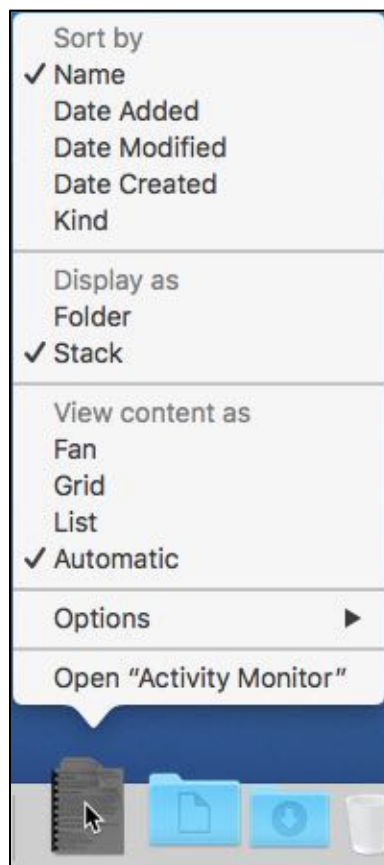 Sort by
✓ Name
Date Added
Date Modified
Date Created
Kind
Display as
Folder
✓ Stack
View content as
Fan
Grid
List
✓ Automatic
Options
Open “Activity Monitor”